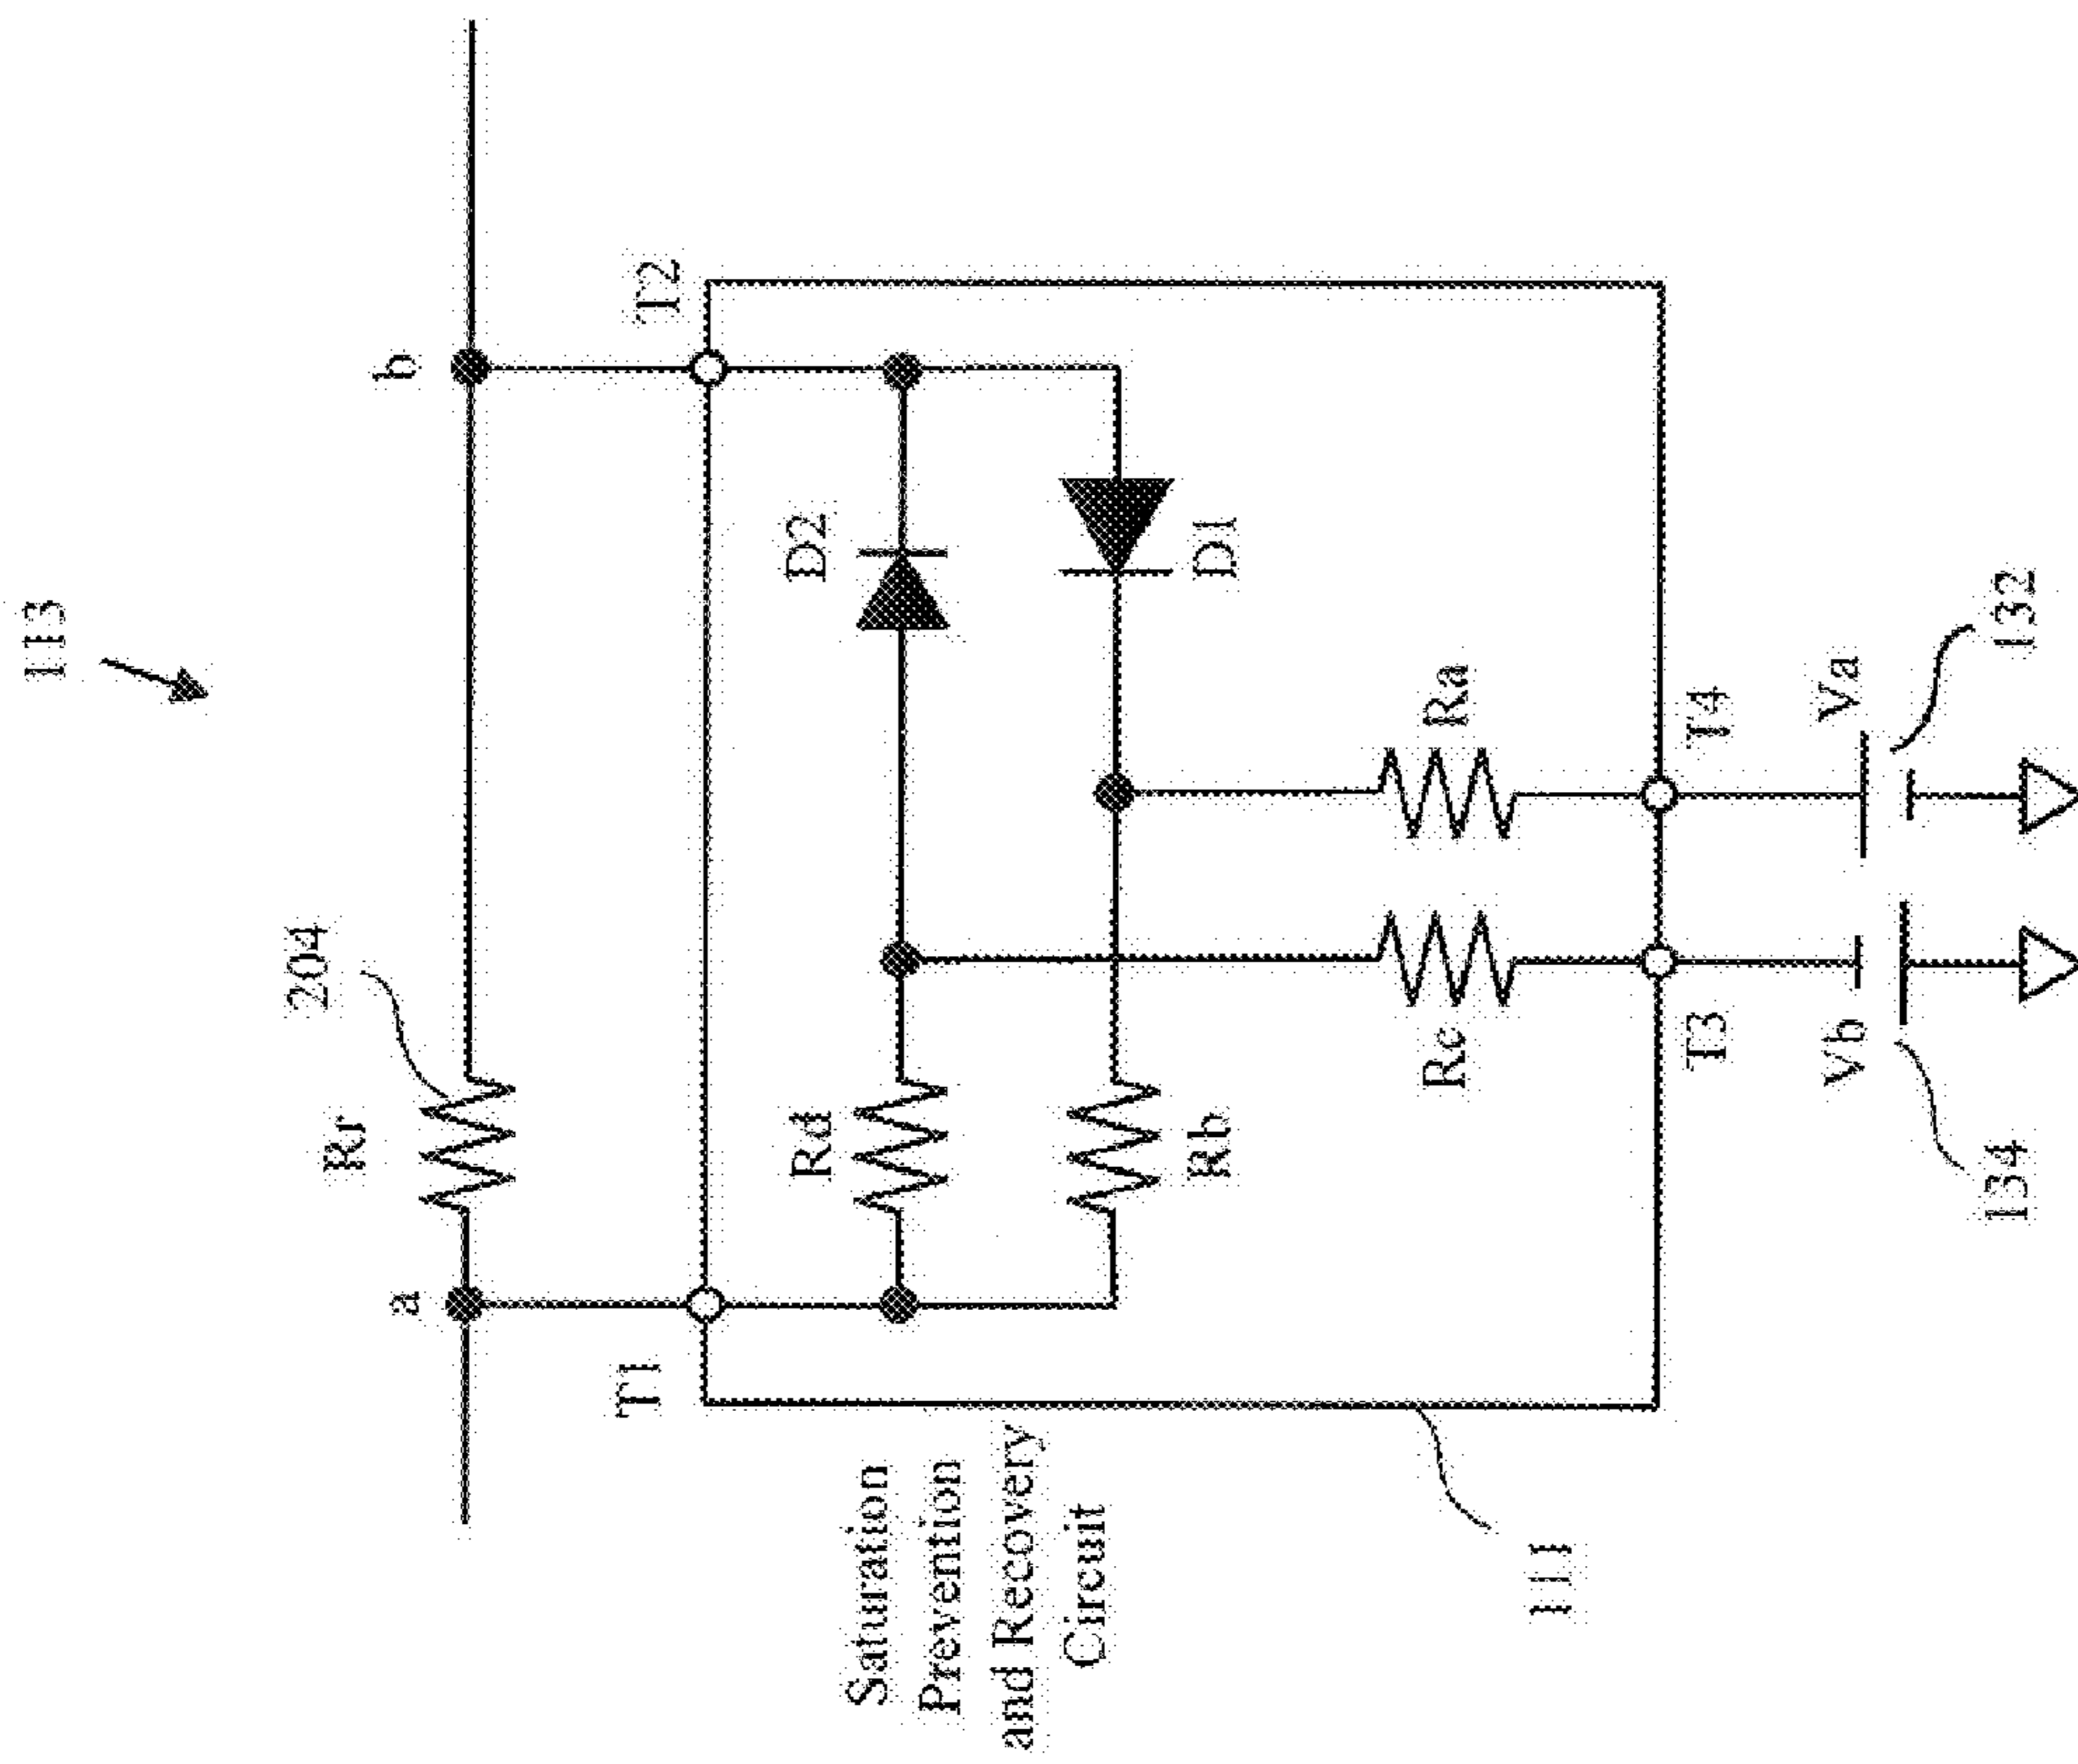 113
204
Rr
a
b
T1
T2
D2
Rd
D1
Rb
Ra
Rc
T3
T4
Va
Vb
132
134
Saturation
Prevention
and Recovery
Circuit
111